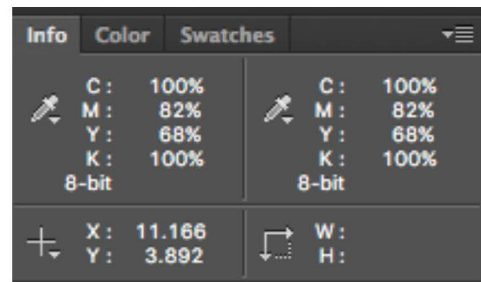 Info Color Swatches
C : 100% C : 100%
M : 82% M : 82%
Y : 68% Y : 68%
K : 100% K : 100%
8-bit 8-bit
X : 11.166 W :
Y : 3.892 H :